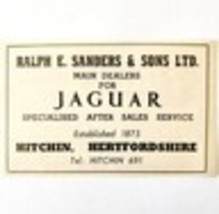 RALPH E. SANDERS & SONS LTD.
MAIN DEALERS
FOR
JAGUAR
SPECIALISED AFTER SALES SERVICE
Established 1873
HITCHIN, HERTFORDSHIRE
Tel: HITCHIN 691